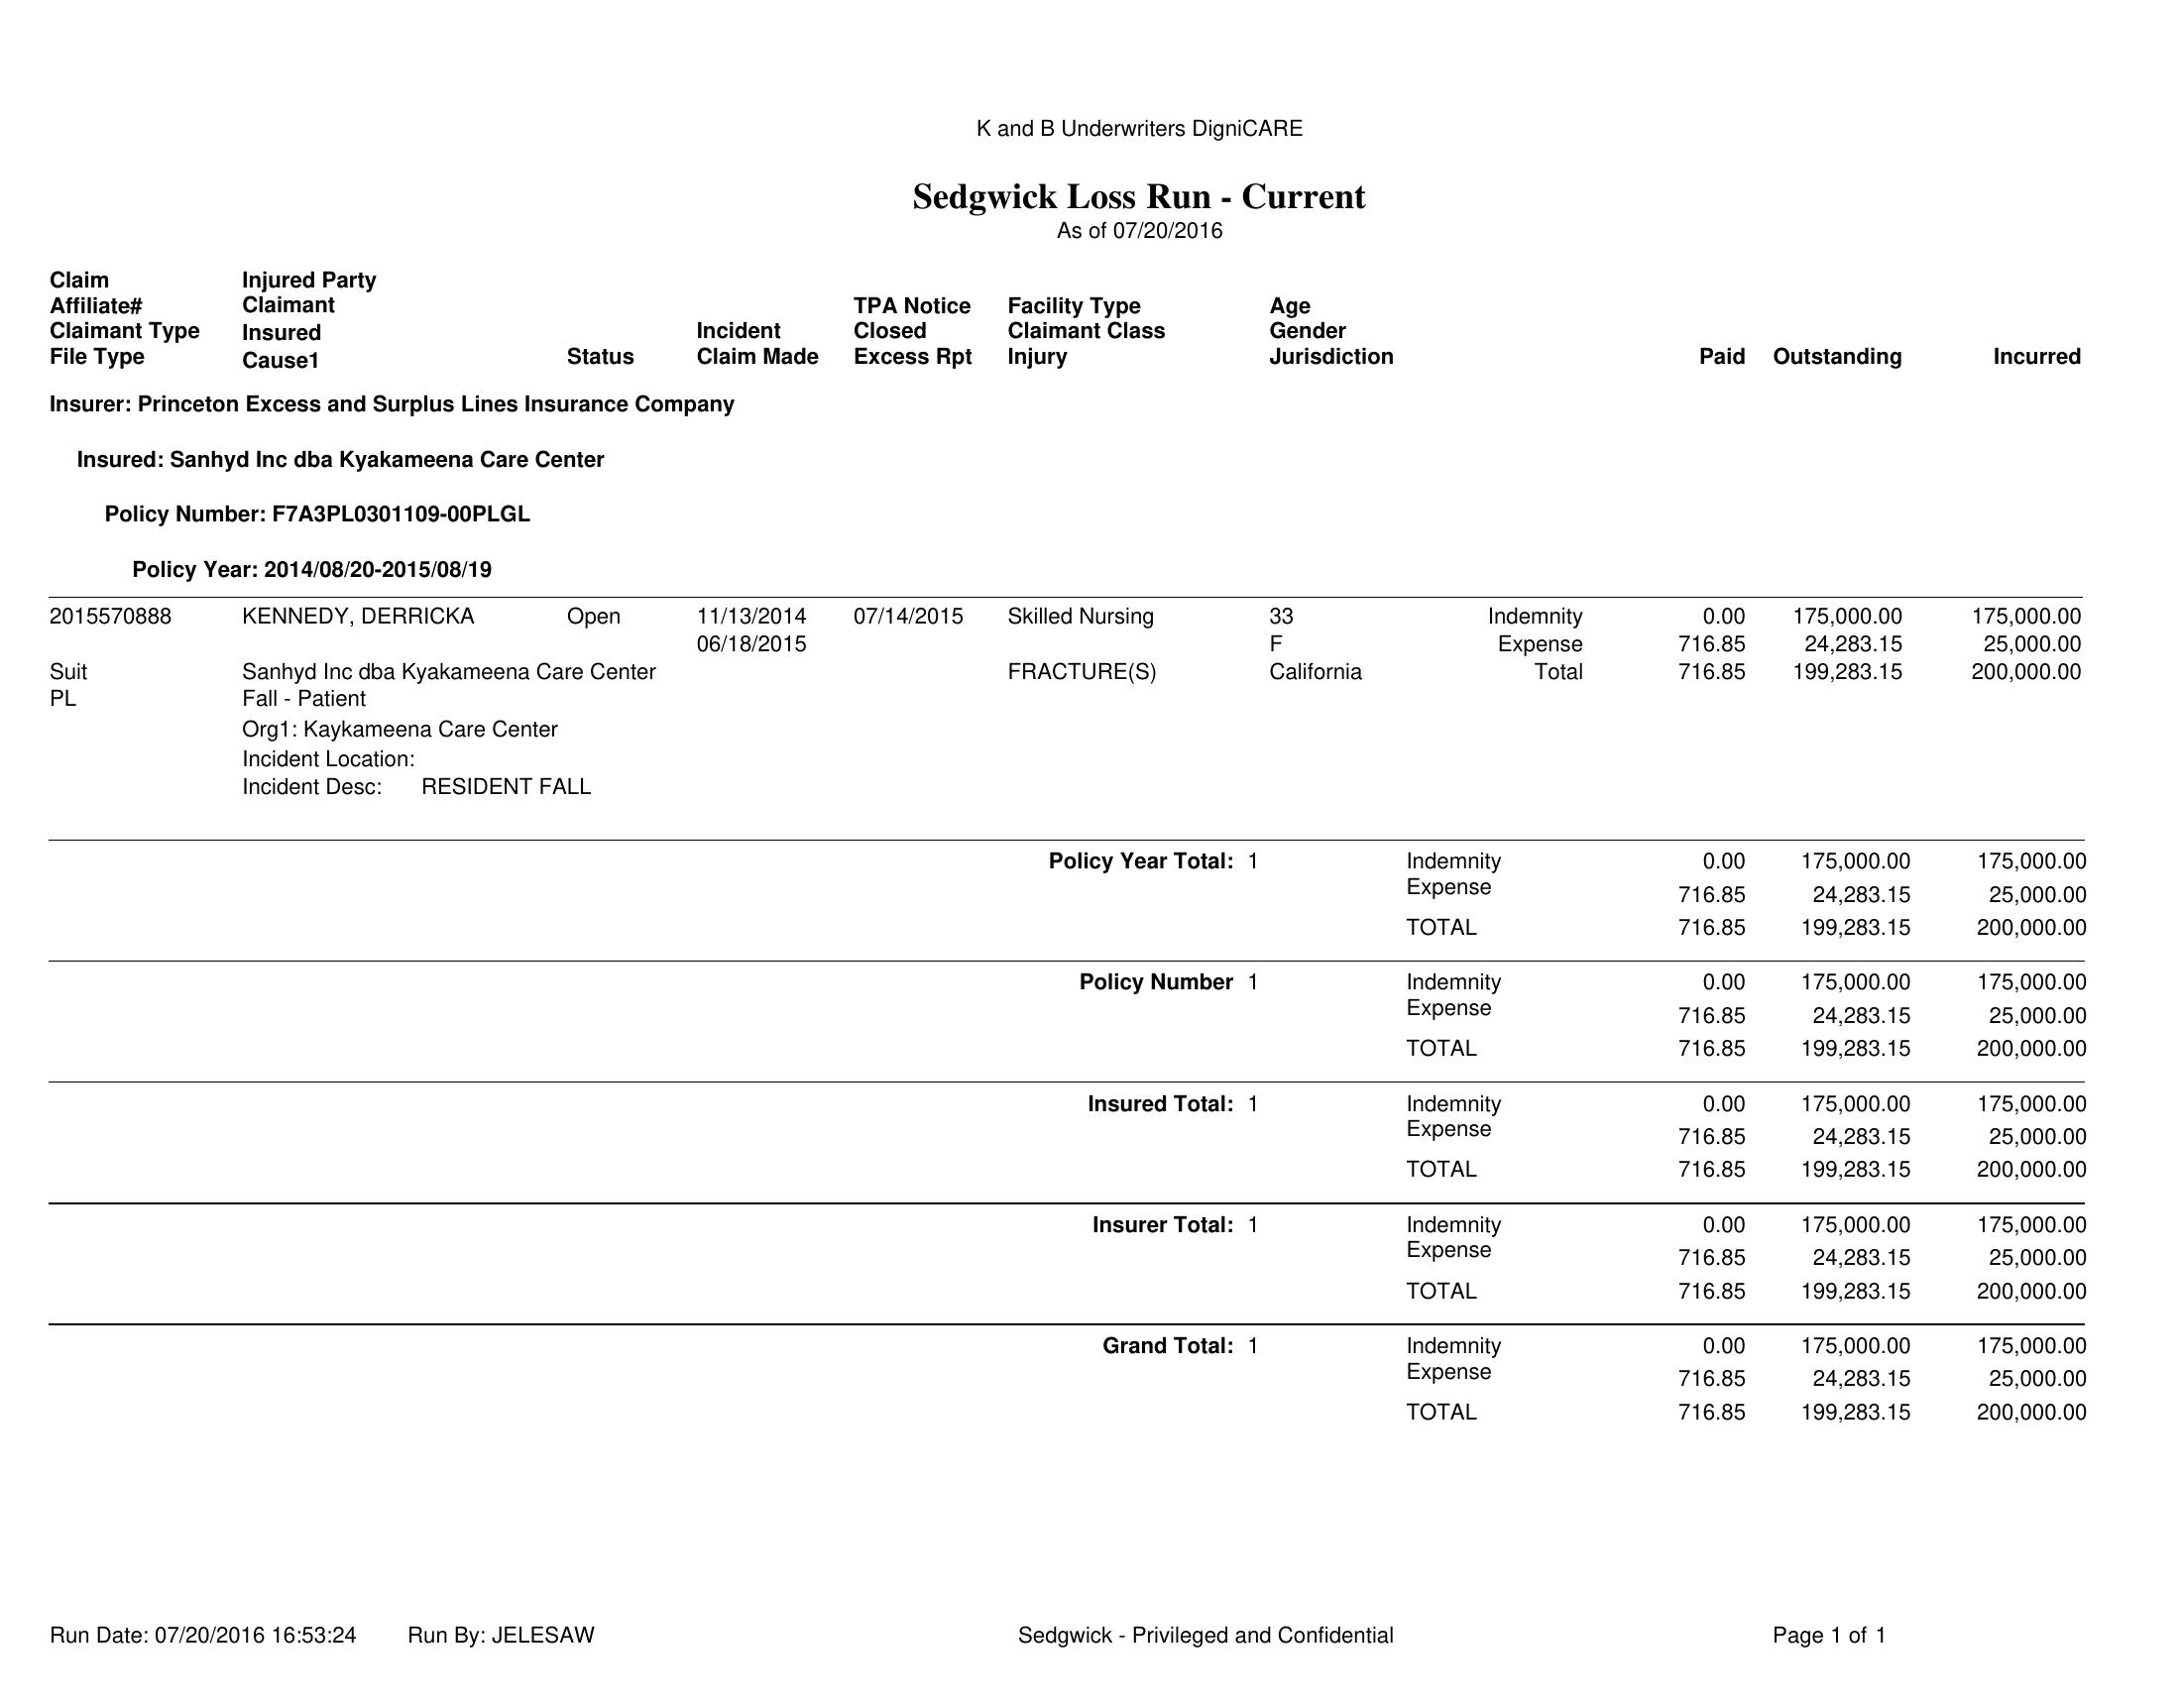 K and B Underwriters DigniCARE
Sedgwick Loss Run - Current
As of 07/20/2016
Claim Injured Party
Affiliate# Claimant TPA Notice Facility Type Age
Claimant Type Insured Incident Closed Claimant Class Gender
File Type Cause1 Status Claim Made Excess Rpt Injury Jurisdiction Paid Outstanding Incurred
Insurer: Princeton Excess and Surplus Lines Insurance Company
Insured: Sanhyd Inc dba Kyakameena Care Center
Policy Number: F7A3PL0301109-00PLGL
Policy Year: 2014/08/20-2015/08/19
2015570888 KENNEDY, DERRICKA Open 11/13/2014 07/14/2015 Skilled Nursing 33 Indemnity 0.00 175,000.00 175,000.00
06/18/2015 F Expense 716.85 24,283.15 25,000.00
Suit Sanhyd Inc dba Kyakameena Care Center FRACTURE(S) California Total 716.85 199,283.15 200,000.00
PL Fall - Patient
Org1: Kaykameena Care Center
Incident Location:
Incident Desc: RESIDENT FALL
Policy Year Total: 1 Indemnity 0.00 175,000.00 175,000.00
Expense 716.85 24,283.15 25,000.00
TOTAL 716.85 199,283.15 200,000.00
Policy Number 1 Indemnity 0.00 175,000.00 175,000.00
Expense 716.85 24,283.15 25,000.00
TOTAL 716.85 199,283.15 200,000.00
Insured Total: 1 Indemnity 0.00 175,000.00 175,000.00
Expense 716.85 24,283.15 25,000.00
TOTAL 716.85 199,283.15 200,000.00
Insurer Total: 1 Indemnity 0.00 175,000.00 175,000.00
Expense 716.85 24,283.15 25,000.00
TOTAL 716.85 199,283.15 200,000.00
Grand Total: 1 Indemnity 0.00 175,000.00 175,000.00
Expense 716.85 24,283.15 25,000.00
TOTAL 716.85 199,283.15 200,000.00
Run Date: 07/20/2016 16:53:24 Run By: JELESAW Sedgwick - Privileged and Confidential Page 1 of 1